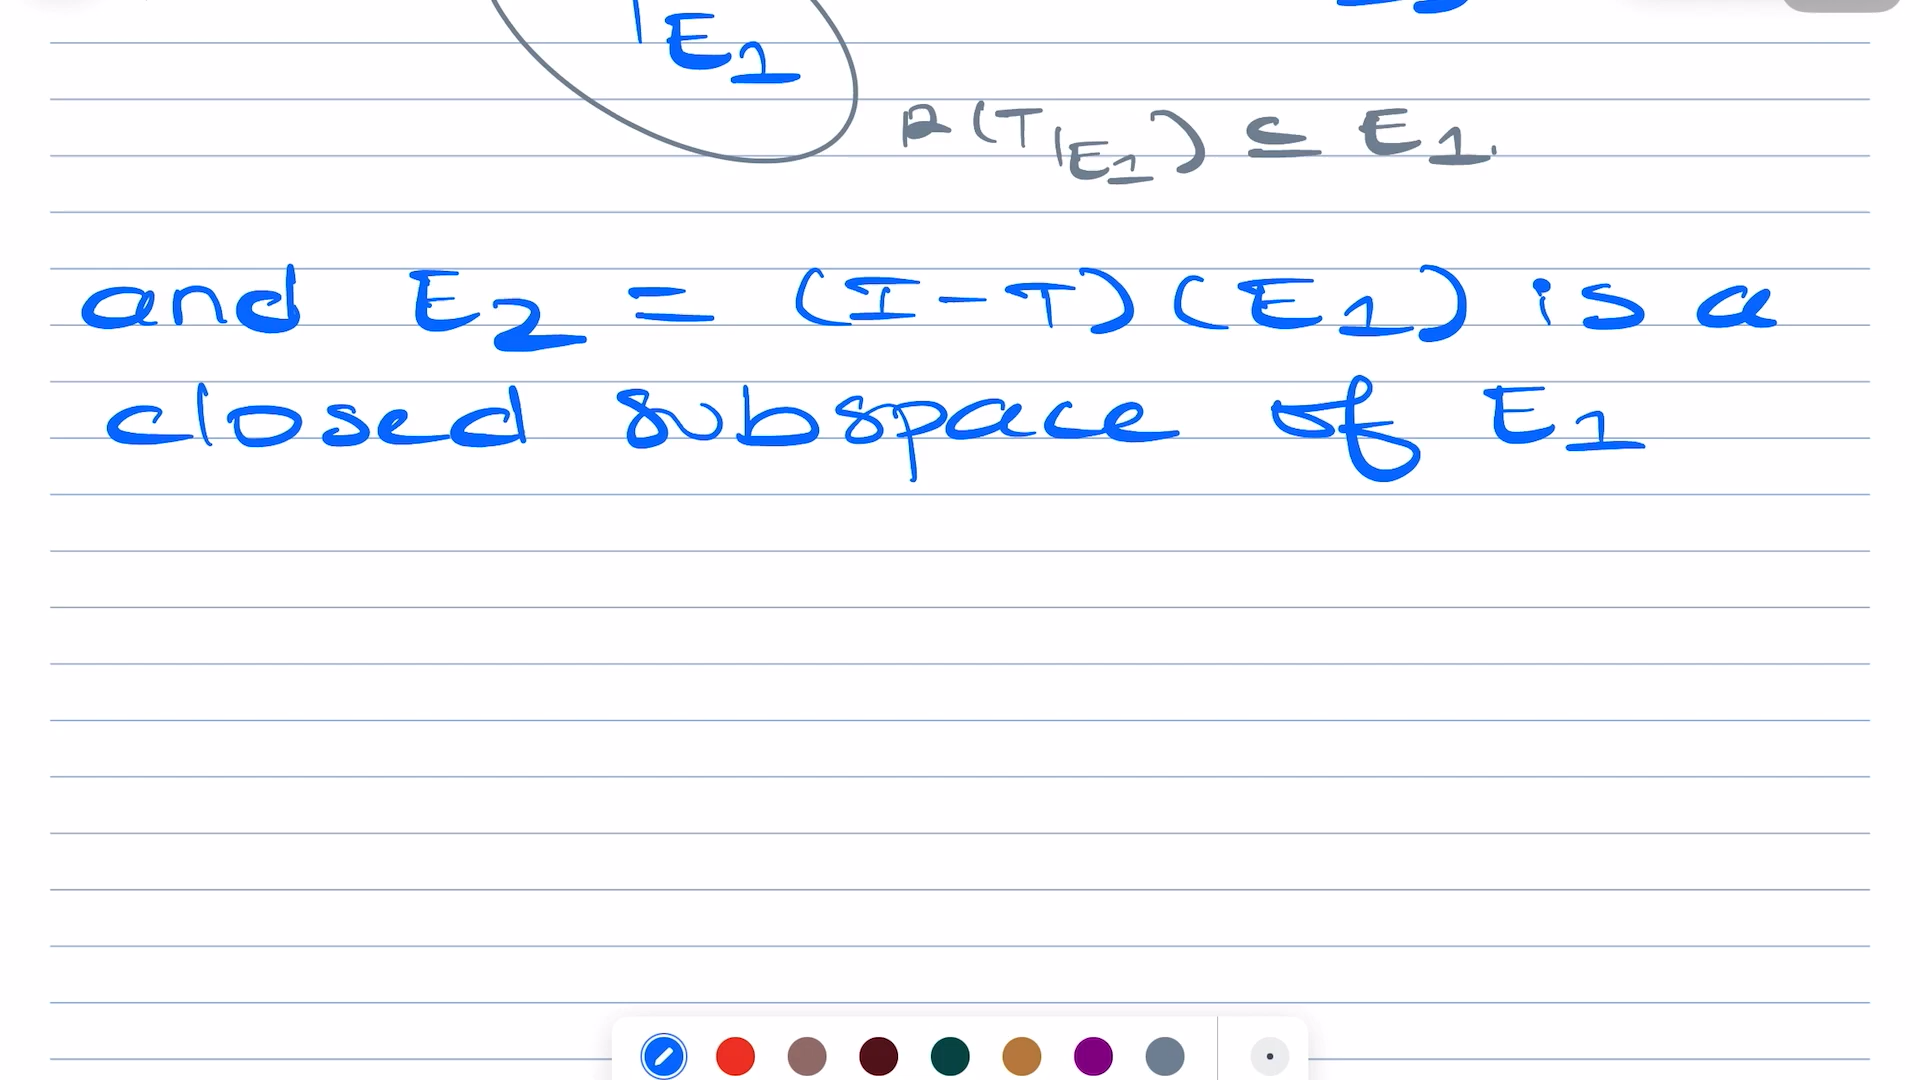 |E₁
R(T|E₁) ⊆ E₁.
and E₂ = (I-T)(E₁) is a
closed subspace of E₁